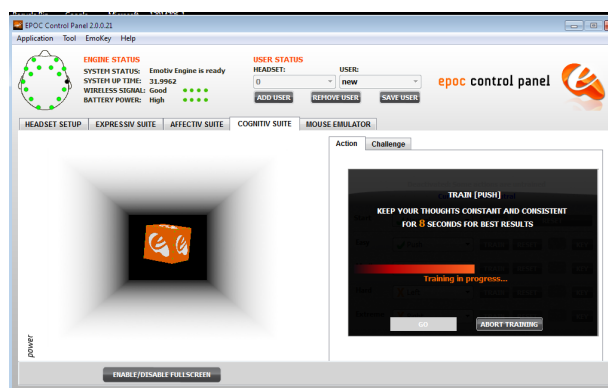 EPOC Control Panel 2.0.0.21
Application Tool EmoKey Help
ENGINE STATUS
SYSTEM STATUS: Emotiv Engine is ready
SYSTEM UP TIME: 31.9962
WIRELESS SIGNAL: Good
BATTERY POWER: High
USER STATUS
HEADSET: USER:
0 new
ADD USER REMOVE USER SAVE USER
epoc control panel
HEADSET SETUP EXPRESSIV SUITE AFFECTIV SUITE COGNITIV SUITE MOUSE EMULATOR
Action Challenge
TRAIN [PUSH]
KEEP YOUR THOUGHTS CONSTANT AND CONSISTENT
FOR 8 SECONDS FOR BEST RESULTS
Training in progress...
GO ABORT TRAINING
power
ENABLE/DISABLE FULLSCREEN